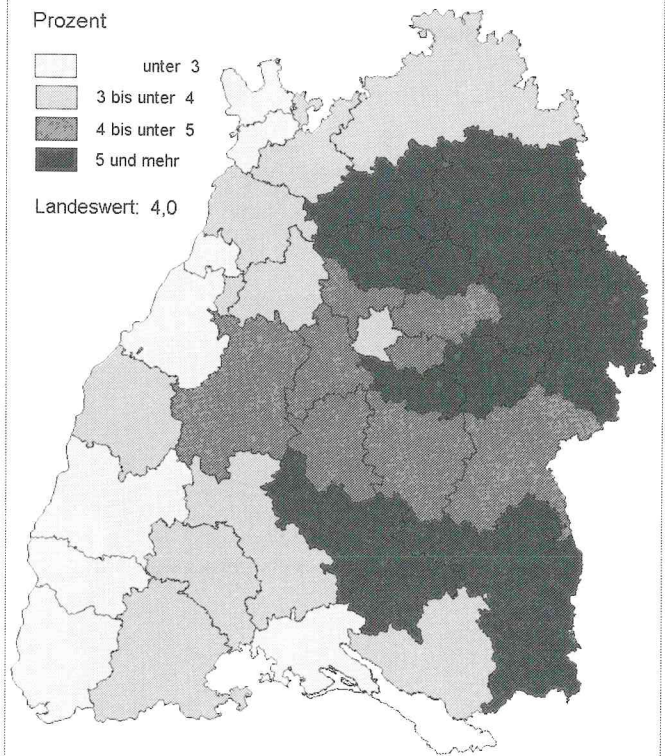 Prozent
unter 3
3 bis unter 4
4 bis unter 5
5 und mehr
Landeswert: 4,0